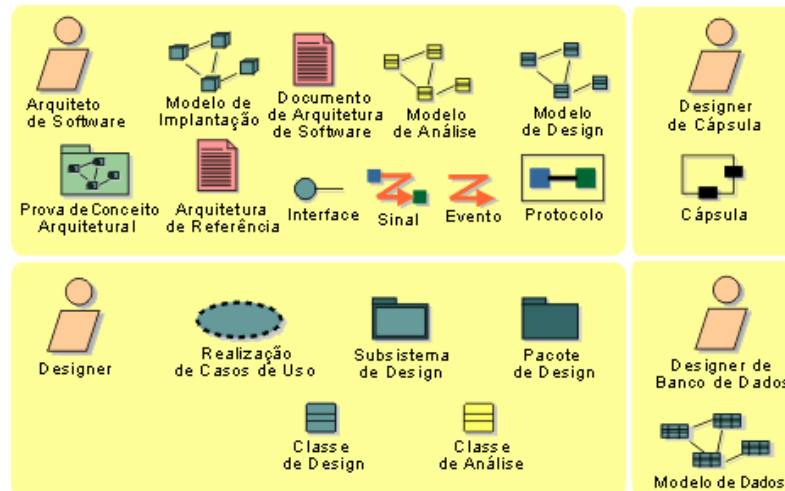 Arquiteto
de Software
Modelo de
Implantação
Documento
de Arquitetura
de Software
Modelo
de Análise
Modelo
de Design
Designer
de Cápsula
Prova de Conceito
Arquitetural
Arquitetura
de Referência
Interface
Sinal
Evento
Protocolo
Cápsula
Designer
Realização
de Casos de Uso
Subsistema
de Design
Pacote
de Design
Designer de
Banco de Dados
Classe
de Design
Classe
de Análise
Modelo de Dados